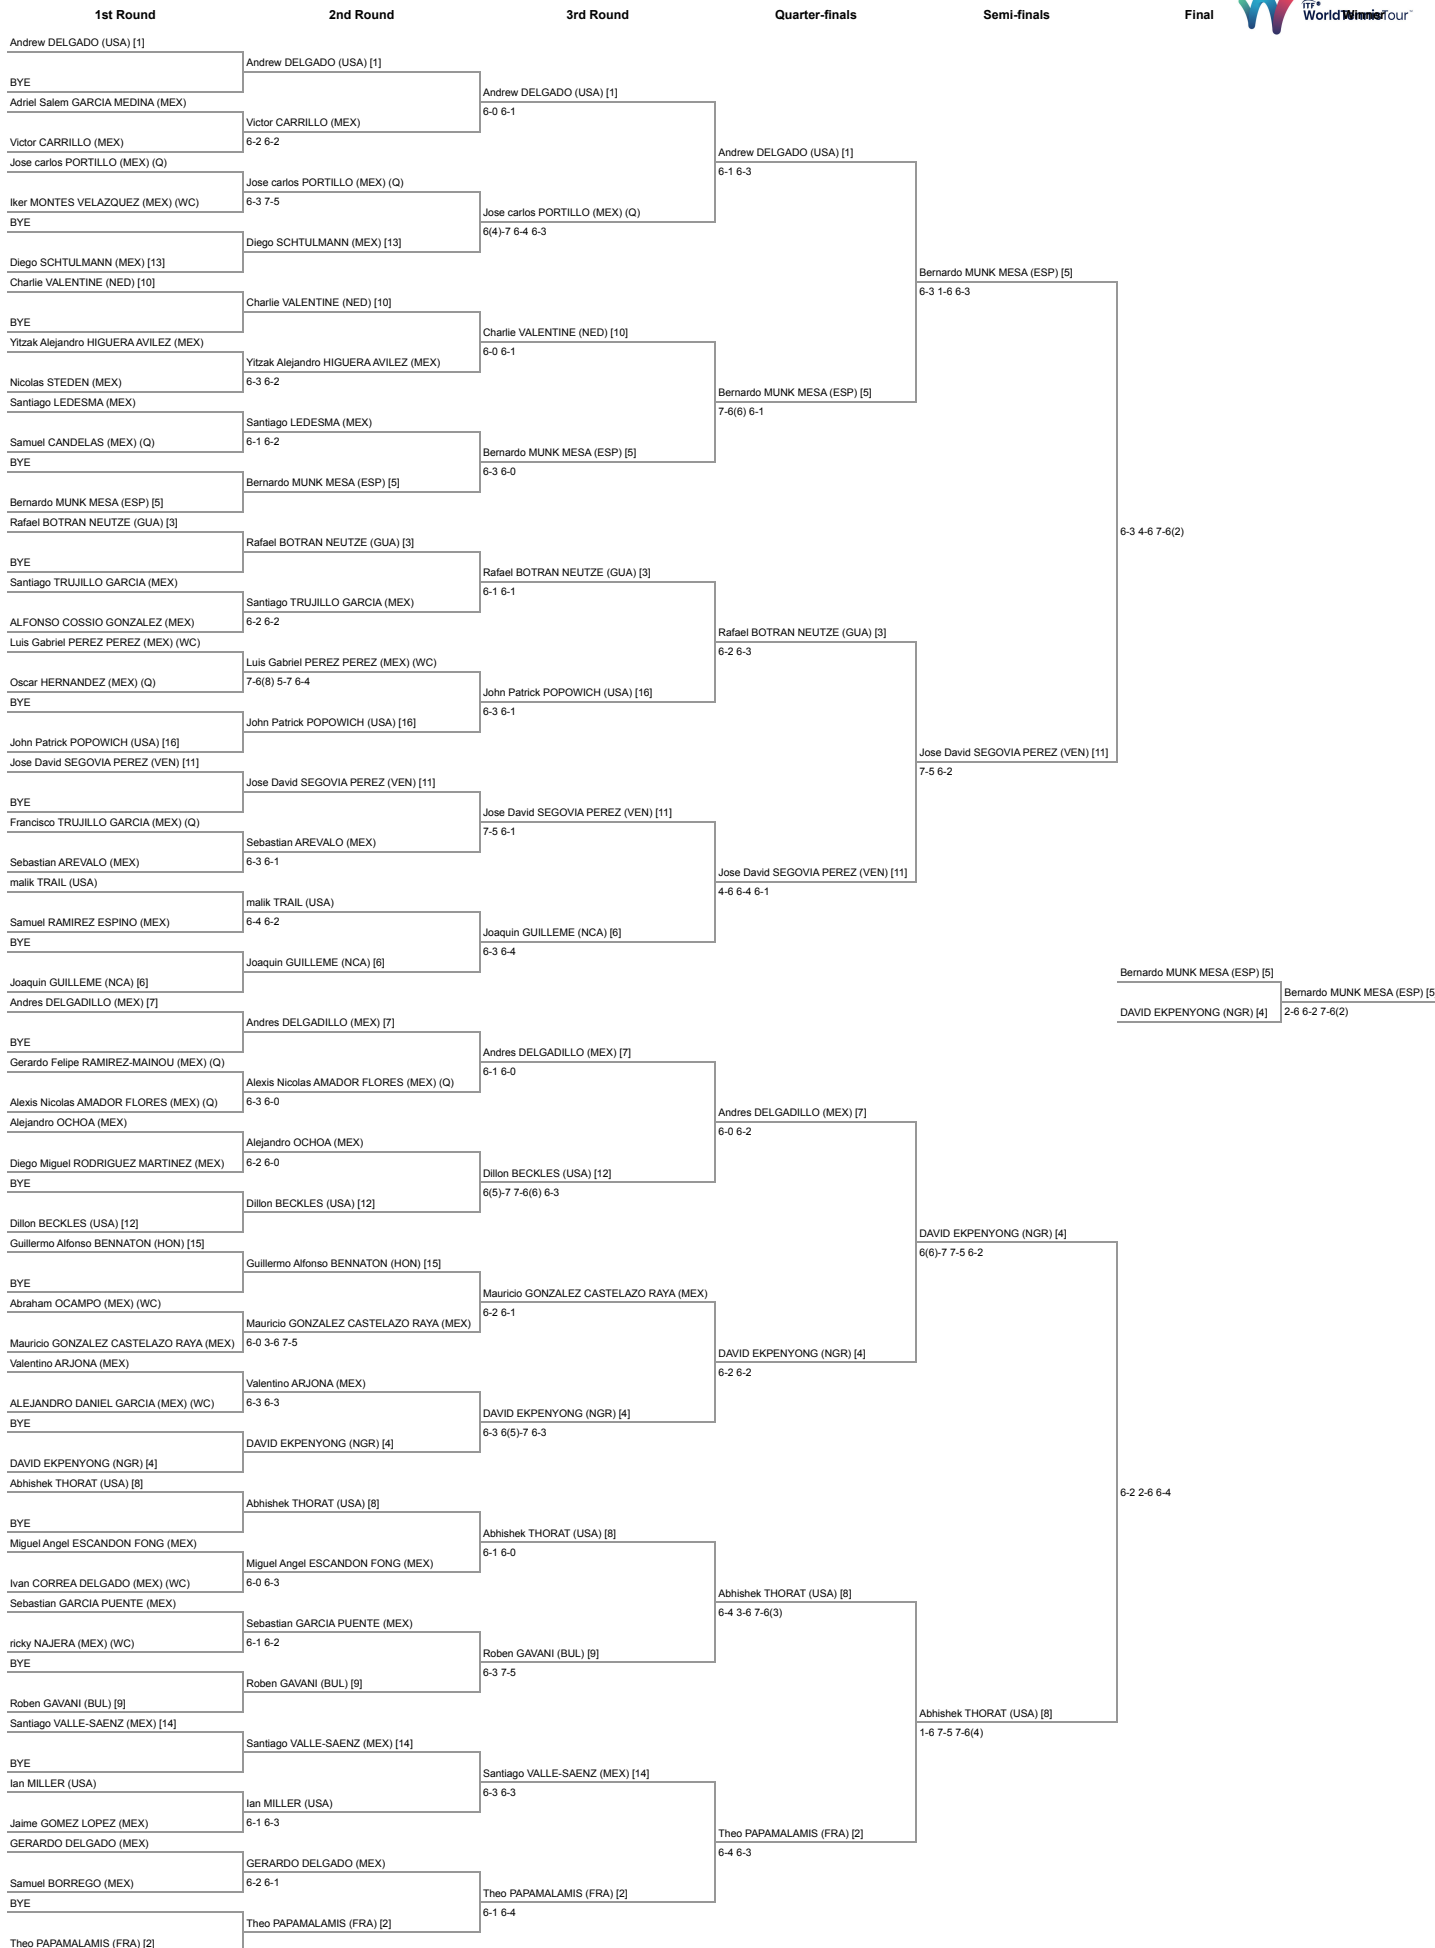 1st Round
2nd Round
3rd Round
Quarter-finals
Semi-finals
Final
Winner
ITF®
World Tennis Tour
Andrew DELGADO (USA) [1]
BYE
Adriel Salem GARCIA MEDINA (MEX)
Victor CARRILLO (MEX)
Jose carlos PORTILLO (MEX) (Q)
Iker MONTES VELAZQUEZ (MEX) (WC)
BYE
Diego SCHTULMANN (MEX) [13]
Charlie VALENTINE (NED) [10]
BYE
Yitzak Alejandro HIGUERA AVILEZ (MEX)
Nicolas STEDEN (MEX)
Santiago LEDESMA (MEX)
Samuel CANDELAS (MEX) (Q)
BYE
Bernardo MUNK MESA (ESP) [5]
Rafael BOTRAN NEUTZE (GUA) [3]
BYE
Santiago TRUJILLO GARCIA (MEX)
ALFONSO COSSIO GONZALEZ (MEX)
Luis Gabriel PEREZ PEREZ (MEX) (WC)
Oscar HERNANDEZ (MEX) (Q)
BYE
John Patrick POPOWICH (USA) [16]
Jose David SEGOVIA PEREZ (VEN) [11]
BYE
Francisco TRUJILLO GARCIA (MEX) (Q)
Sebastian AREVALO (MEX)
malik TRAIL (USA)
Samuel RAMIREZ ESPINO (MEX)
BYE
Joaquin GUILLEME (NCA) [6]
Andres DELGADILLO (MEX) [7]
BYE
Gerardo Felipe RAMIREZ-MAINOU (MEX) (Q)
Alexis Nicolas AMADOR FLORES (MEX) (Q)
Alejandro OCHOA (MEX)
Diego Miguel RODRIGUEZ MARTINEZ (MEX)
BYE
Dillon BECKLES (USA) [12]
Guillermo Alfonso BENNATON (HON) [15]
BYE
Abraham OCAMPO (MEX) (WC)
Mauricio GONZALEZ CASTELAZO RAYA (MEX)
Valentino ARJONA (MEX)
ALEJANDRO DANIEL GARCIA (MEX) (WC)
BYE
DAVID EKPENYONG (NGR) [4]
Abhishek THORAT (USA) [8]
BYE
Miguel Angel ESCANDON FONG (MEX)
Ivan CORREA DELGADO (MEX) (WC)
Sebastian GARCIA PUENTE (MEX)
ricky NAJERA (MEX) (WC)
BYE
Roben GAVANI (BUL) [9]
Santiago VALLE-SAENZ (MEX) [14]
BYE
Ian MILLER (USA)
Jaime GOMEZ LOPEZ (MEX)
GERARDO DELGADO (MEX)
Samuel BORREGO (MEX)
BYE
Theo PAPAMALAMIS (FRA) [2]
Andrew DELGADO (USA) [1]
Victor CARRILLO (MEX)
6-2 6-2
Jose carlos PORTILLO (MEX) (Q)
6-3 7-5
Diego SCHTULMANN (MEX) [13]
Charlie VALENTINE (NED) [10]
Yitzak Alejandro HIGUERA AVILEZ (MEX)
6-3 6-2
Santiago LEDESMA (MEX)
6-1 6-2
Bernardo MUNK MESA (ESP) [5]
Rafael BOTRAN NEUTZE (GUA) [3]
Santiago TRUJILLO GARCIA (MEX)
6-2 6-2
Luis Gabriel PEREZ PEREZ (MEX) (WC)
7-6(8) 5-7 6-4
John Patrick POPOWICH (USA) [16]
Jose David SEGOVIA PEREZ (VEN) [11]
Sebastian AREVALO (MEX)
6-3 6-1
malik TRAIL (USA)
6-4 6-2
Joaquin GUILLEME (NCA) [6]
Andres DELGADILLO (MEX) [7]
Alexis Nicolas AMADOR FLORES (MEX) (Q)
6-3 6-0
Alejandro OCHOA (MEX)
6-2 6-0
Dillon BECKLES (USA) [12]
Guillermo Alfonso BENNATON (HON) [15]
Mauricio GONZALEZ CASTELAZO RAYA (MEX)
6-0 3-6 7-5
Valentino ARJONA (MEX)
6-3 6-3
DAVID EKPENYONG (NGR) [4]
Abhishek THORAT (USA) [8]
Miguel Angel ESCANDON FONG (MEX)
6-0 6-3
Sebastian GARCIA PUENTE (MEX)
6-1 6-2
Roben GAVANI (BUL) [9]
Santiago VALLE-SAENZ (MEX) [14]
Ian MILLER (USA)
6-1 6-3
GERARDO DELGADO (MEX)
6-2 6-1
Theo PAPAMALAMIS (FRA) [2]
Andrew DELGADO (USA) [1]
6-0 6-1
Jose carlos PORTILLO (MEX) (Q)
6(4)-7 6-4 6-3
Charlie VALENTINE (NED) [10]
6-0 6-1
Bernardo MUNK MESA (ESP) [5]
6-3 6-0
Rafael BOTRAN NEUTZE (GUA) [3]
6-1 6-1
John Patrick POPOWICH (USA) [16]
6-3 6-1
Jose David SEGOVIA PEREZ (VEN) [11]
7-5 6-1
Joaquin GUILLEME (NCA) [6]
6-3 6-4
Andres DELGADILLO (MEX) [7]
6-1 6-0
Dillon BECKLES (USA) [12]
6(5)-7 7-6(6) 6-3
Mauricio GONZALEZ CASTELAZO RAYA (MEX)
6-2 6-1
DAVID EKPENYONG (NGR) [4]
6-3 6(5)-7 6-3
Abhishek THORAT (USA) [8]
6-1 6-0
Roben GAVANI (BUL) [9]
6-3 7-5
Santiago VALLE-SAENZ (MEX) [14]
6-3 6-3
Theo PAPAMALAMIS (FRA) [2]
6-1 6-4
Andrew DELGADO (USA) [1]
6-1 6-3
Bernardo MUNK MESA (ESP) [5]
7-6(6) 6-1
Rafael BOTRAN NEUTZE (GUA) [3]
6-2 6-3
Jose David SEGOVIA PEREZ (VEN) [11]
4-6 6-4 6-1
Andres DELGADILLO (MEX) [7]
6-0 6-2
DAVID EKPENYONG (NGR) [4]
6-2 6-2
Abhishek THORAT (USA) [8]
6-4 3-6 7-6(3)
Theo PAPAMALAMIS (FRA) [2]
6-4 6-3
Bernardo MUNK MESA (ESP) [5]
6-3 1-6 6-3
Jose David SEGOVIA PEREZ (VEN) [11]
7-5 6-2
DAVID EKPENYONG (NGR) [4]
6(6)-7 7-5 6-2
Abhishek THORAT (USA) [8]
1-6 7-5 7-6(4)
6-3 4-6 7-6(2)
Bernardo MUNK MESA (ESP) [5]
DAVID EKPENYONG (NGR) [4]
6-2 2-6 6-4
Bernardo MUNK MESA (ESP) [5
2-6 6-2 7-6(2)